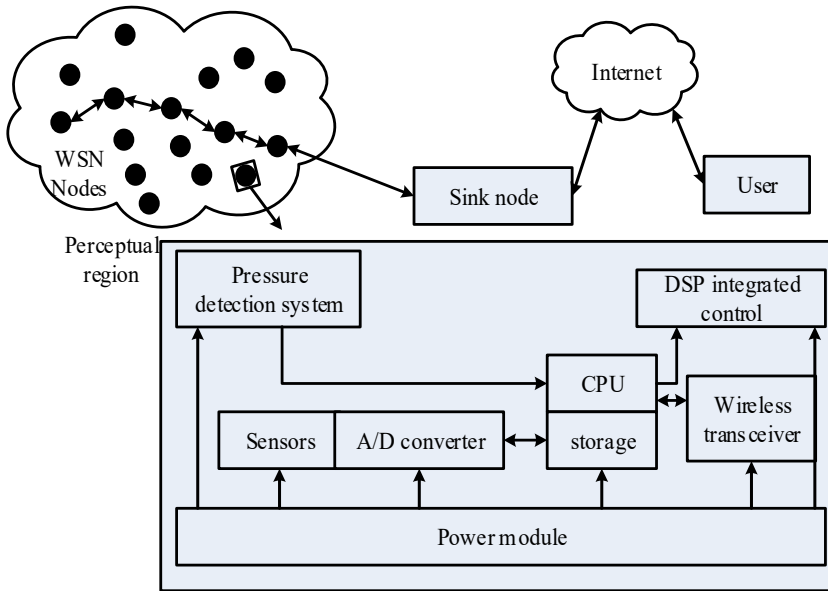 Internet
WSN
Nodes
Sink node
User
Perceptual
region
Pressure
detection system
DSP integrated
control
CPU
Wireless
transceiver
Sensors
A/D converter
storage
Power module